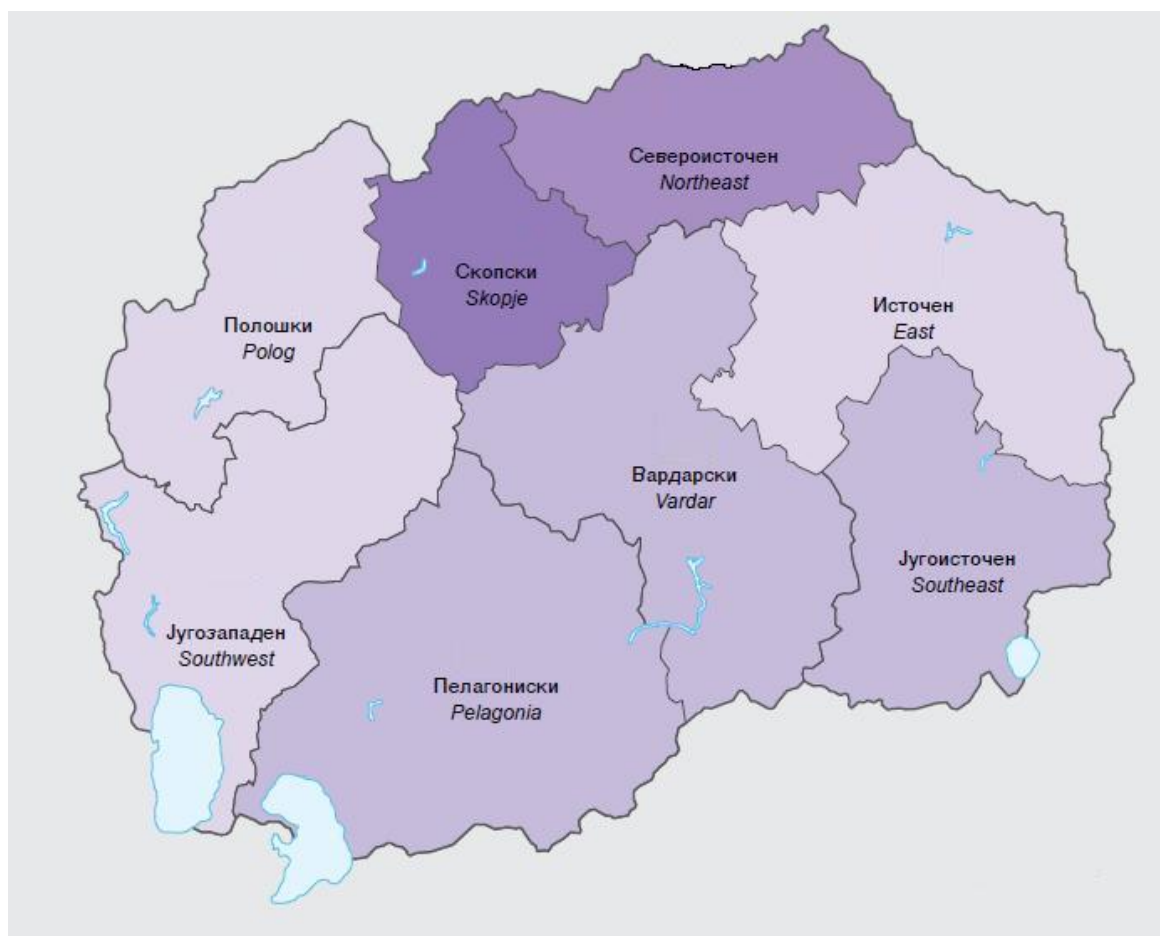 Североисточен
Northeast
Скопски
Skopje
Источен
East
Полошки
Polog
Вардарски
Vardar
Југоисточен
Southeast
Југозападен
Southwest
Пелагониски
Pelagonia